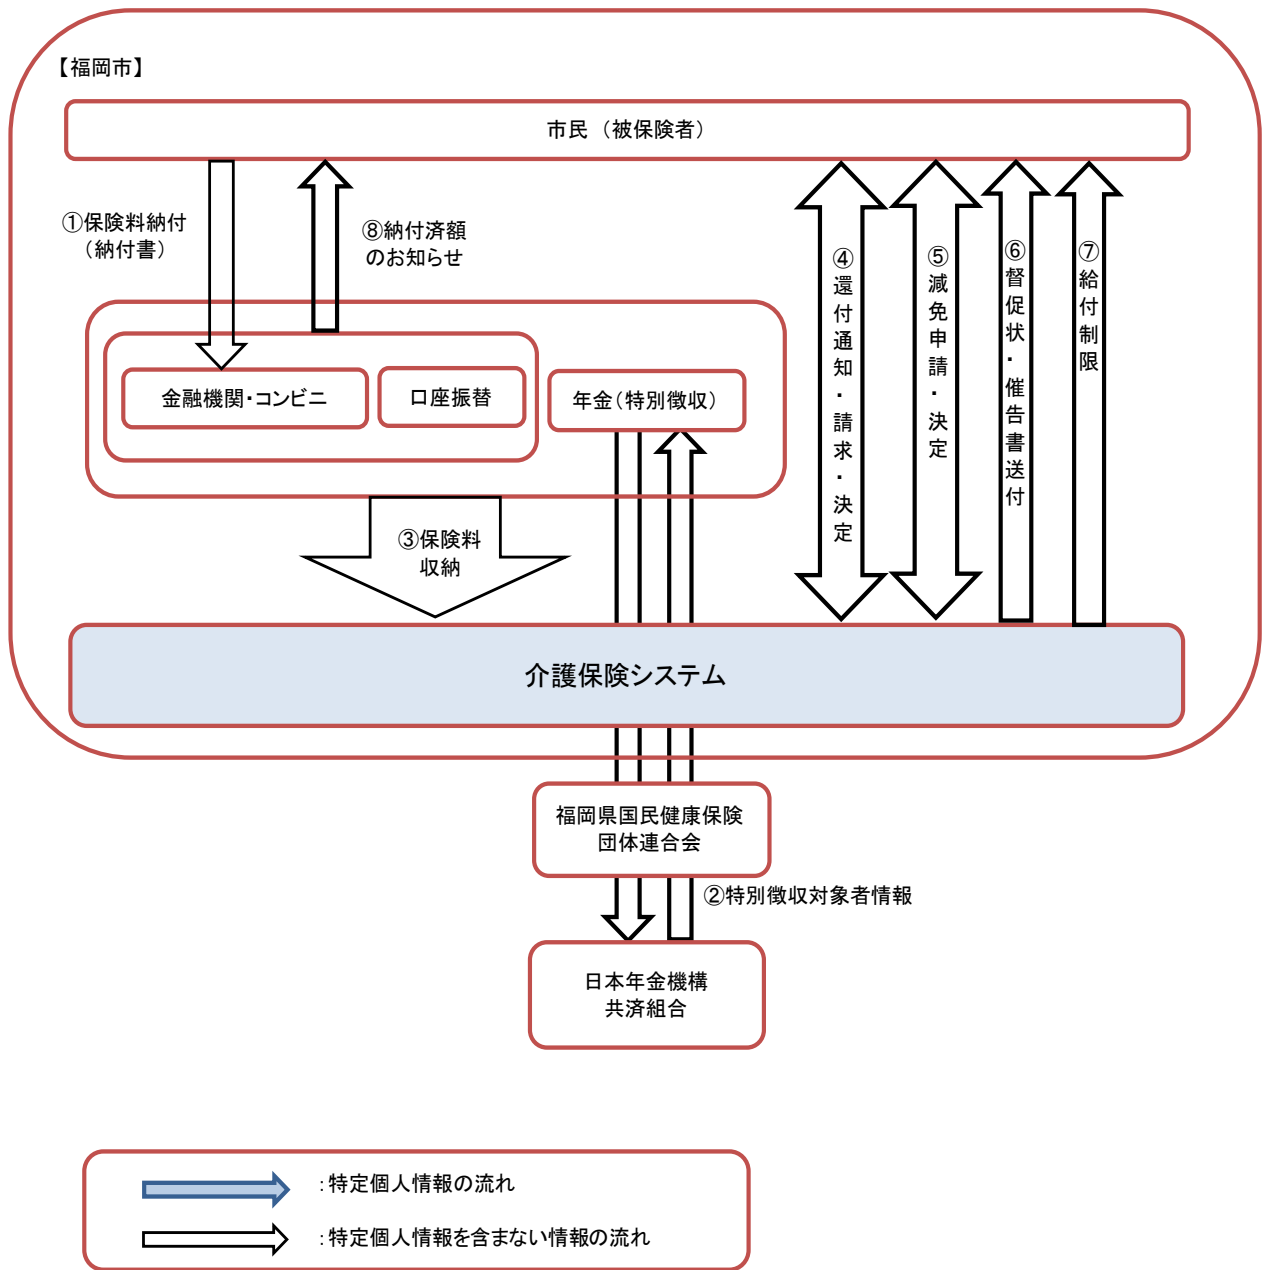 【福岡市】
市民（被保険者）
①保険料納付
（納付書）
⑧納付済額
のお知らせ
④還付通知・請求・決定
⑤減免申請・決定
⑥督促状・催告書送付
⑦給付制限
金融機関・コンビニ
口座振替
年金（特別徴収）
③保険料
収納
介護保険システム
福岡県国民健康保険
団体連合会
②特別徴収対象者情報
日本年金機構
共済組合
：特定個人情報の流れ
：特定個人情報を含まない情報の流れ